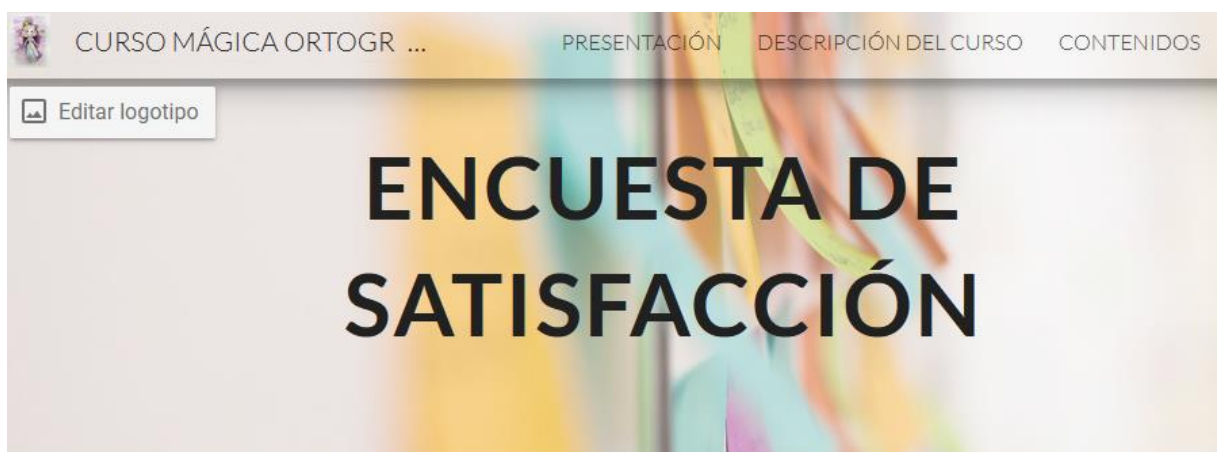 CURSO MÁGICA ORTOGR ... PRESENTACIÓN DESCRIPCIÓN DEL CURSO CONTENIDOS
Editar logotipo
ENCUESTA DE
SATISFACCIÓN